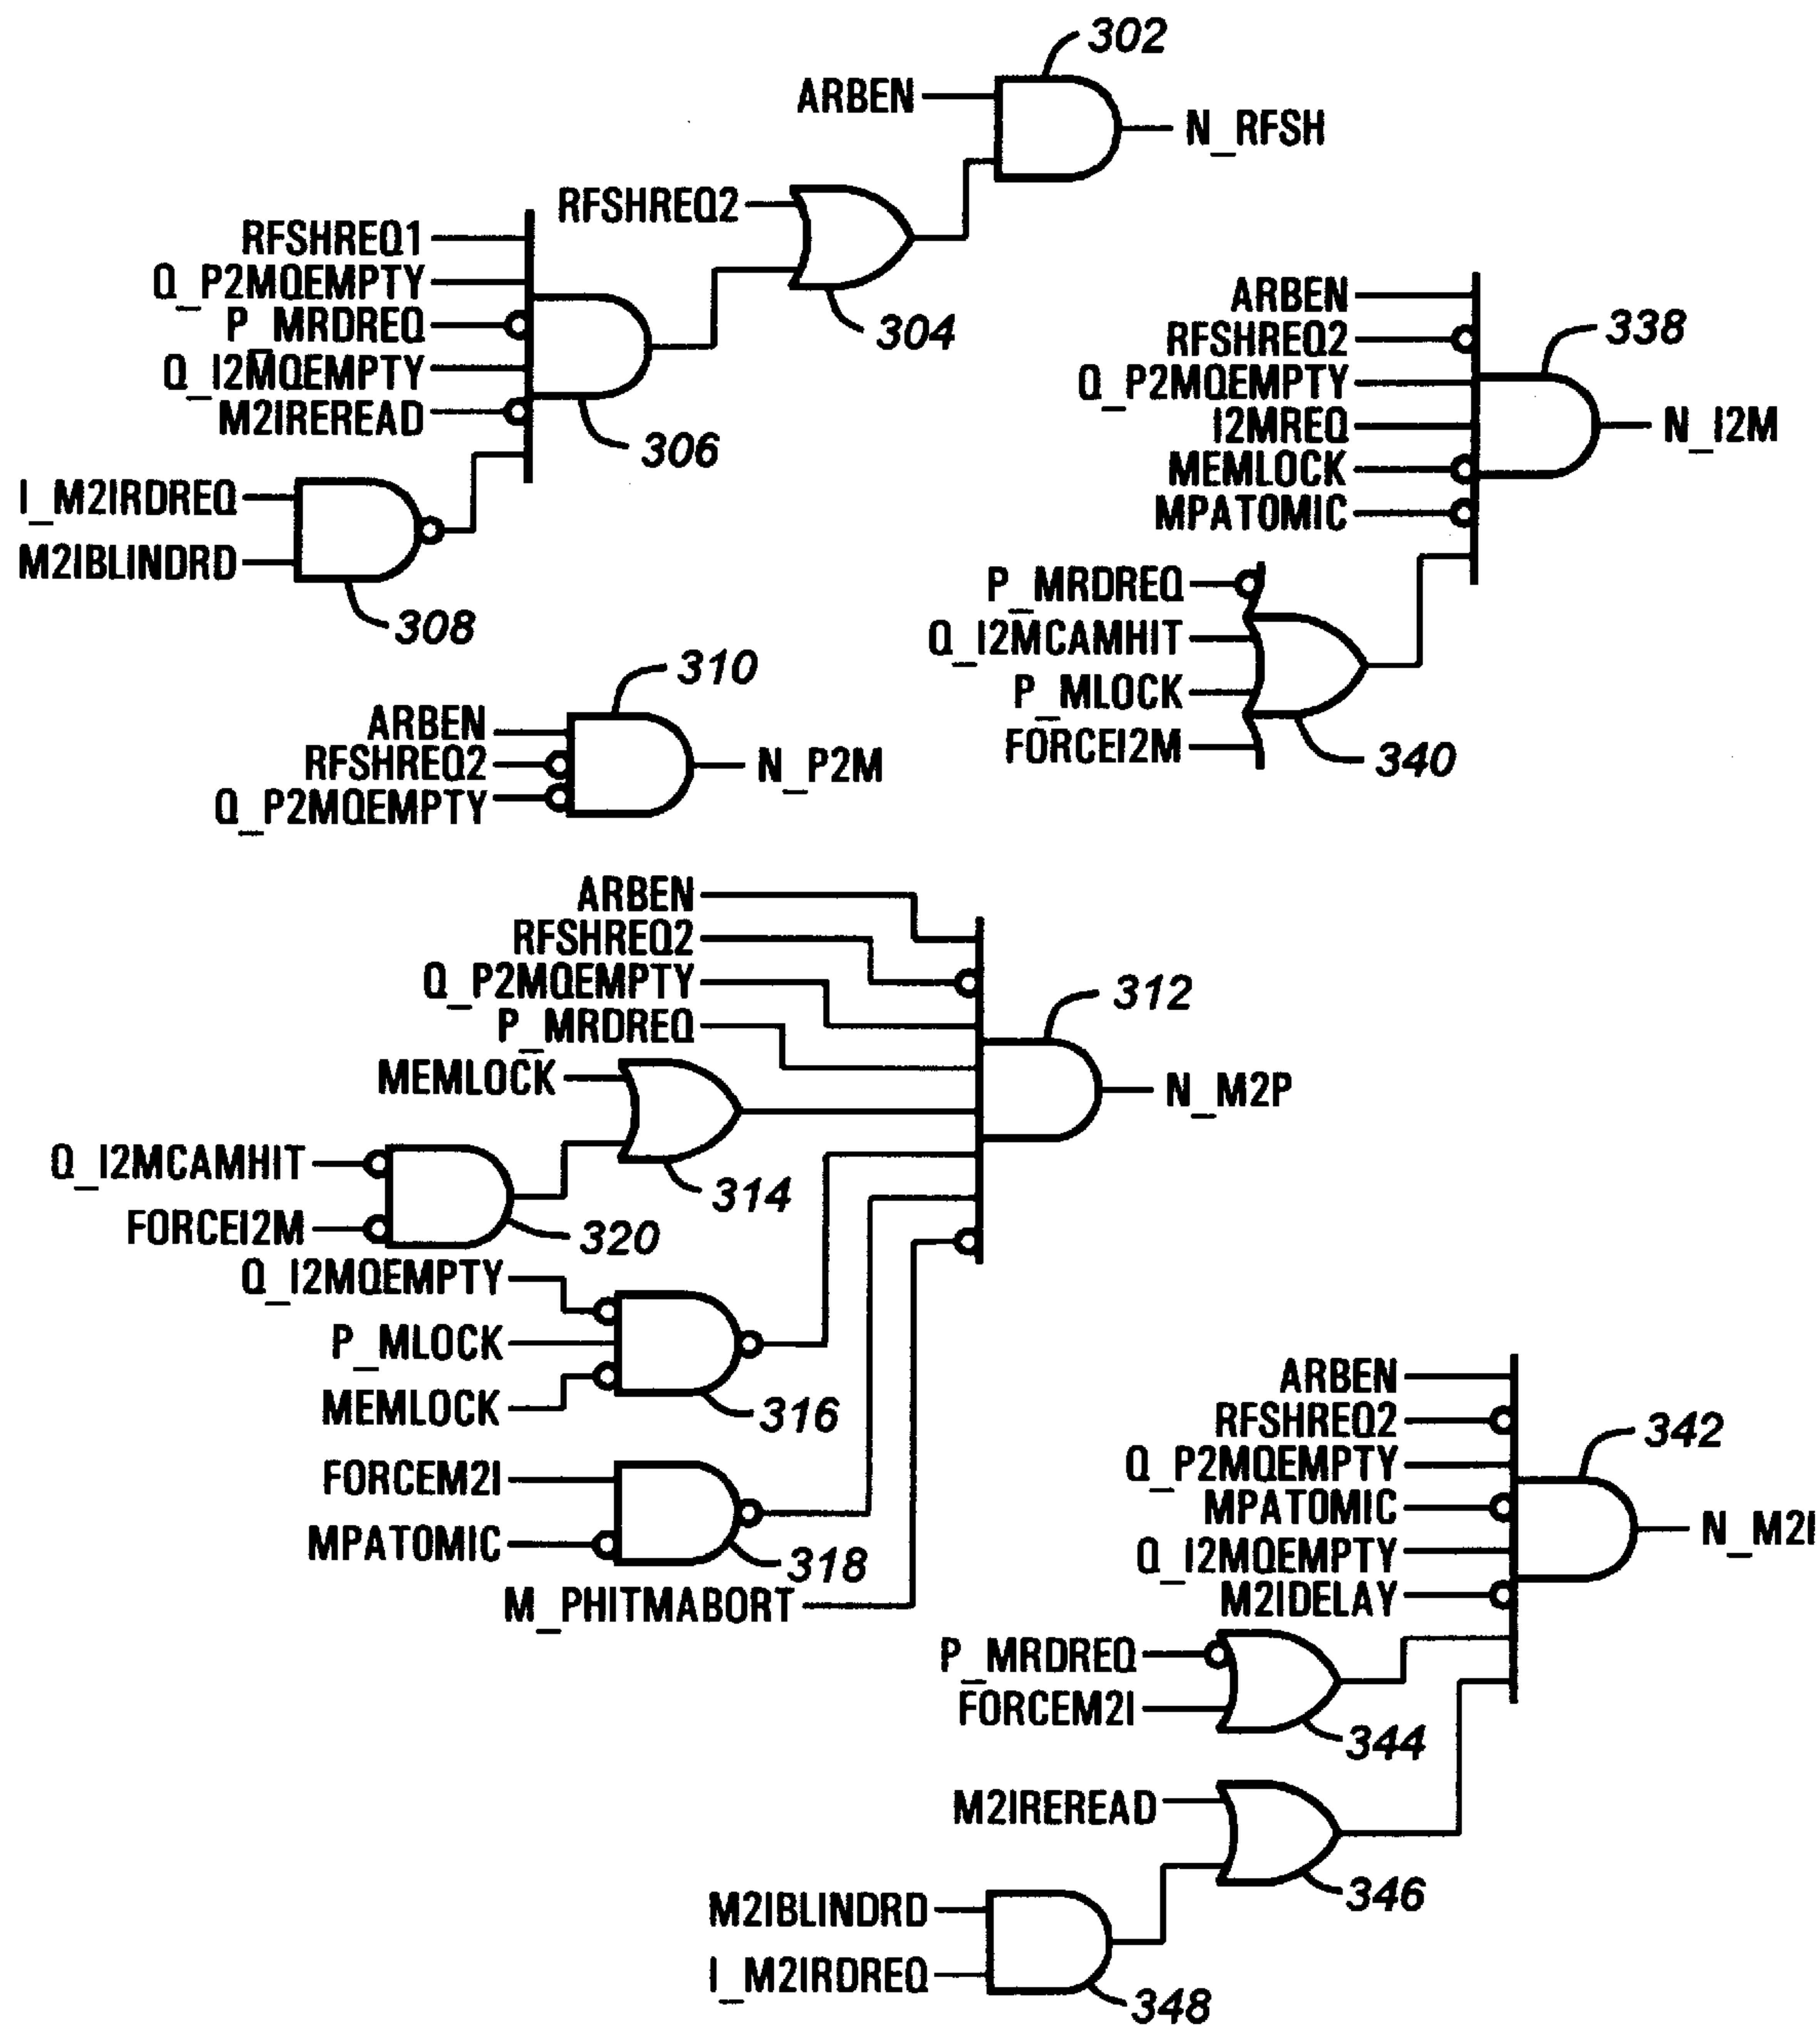 302
ARBEN
N_RFSH
RFSHREQ2
304
RFSHREQ1
Q_P2MQEMPTY
P_MRDREQ
Q_I2MQEMPTY
M2IREREAD
306
I_M2IRDREQ
M2IBLINDRD
308
ARBEN
RFSHREQ2
Q_P2MQEMPTY
I2MREQ
MEMLOCK
MPATOMIC
338
N_I2M
P_MRDREQ
Q_I2MCAMHIT
P_MLOCK
FORCEI2M
340
310
ARBEN
RFSHREQ2
Q_P2MQEMPTY
N_P2M
ARBEN
RFSHREQ2
Q_P2MQEMPTY
P_MRDREQ
312
N_M2P
MEMLOCK
314
Q_I2MCAMHIT
FORCEI2M
320
Q_I2MQEMPTY
P_MLOCK
MEMLOCK
316
FORCEM2I
MPATOMIC
318
M_PHITMABORT
ARBEN
RFSHREQ2
Q_P2MQEMPTY
MPATOMIC
Q_I2MQEMPTY
M2IDELAY
342
N_M2I
P_MRDREQ
FORCEM2I
344
M2IREREAD
346
M2IBLINDRD
I_M2IRDREQ
348